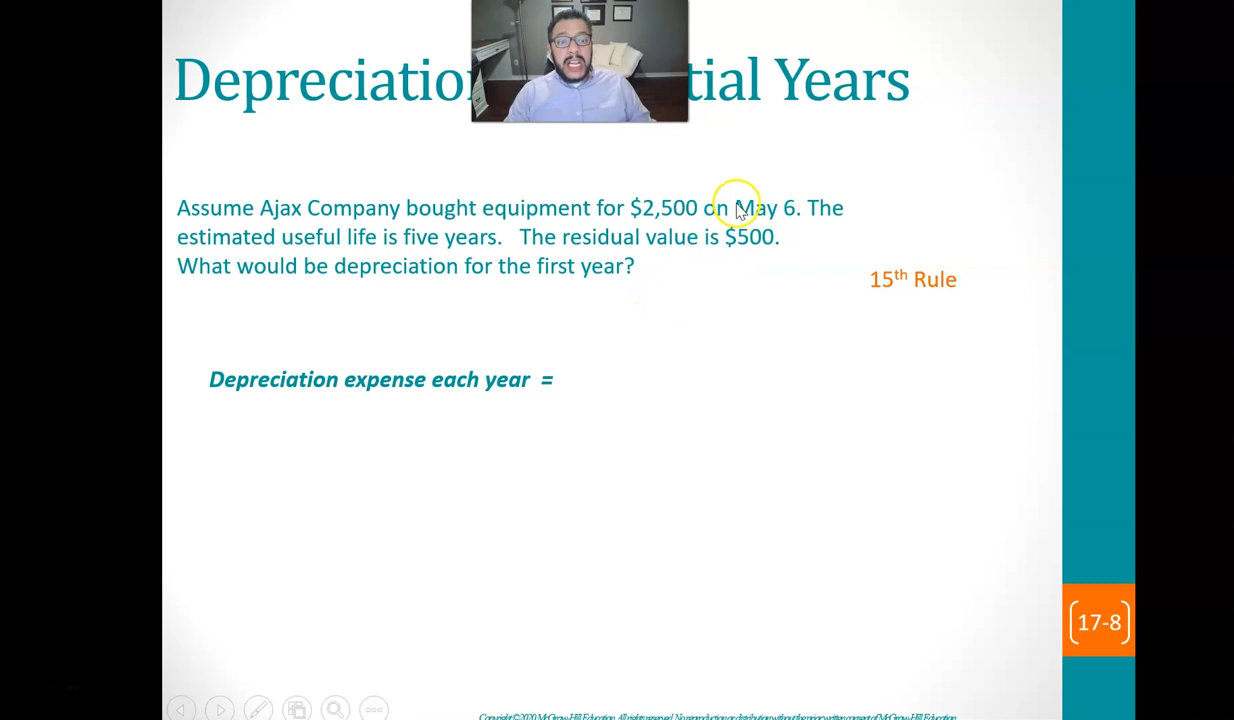 Depreciatio tial Years
Assume Ajax Company bought equipment for $2,500 on May 6. The
estimated useful life is five years. The residual value is $500.
What would be depreciation for the first year?
15th Rule
Depreciation expense each year =
17-8
Copyright ©2020 McGraw-Hill Education. All rights reserved. No reproduction or distribution without the prior written consent of McGraw-Hill Education.